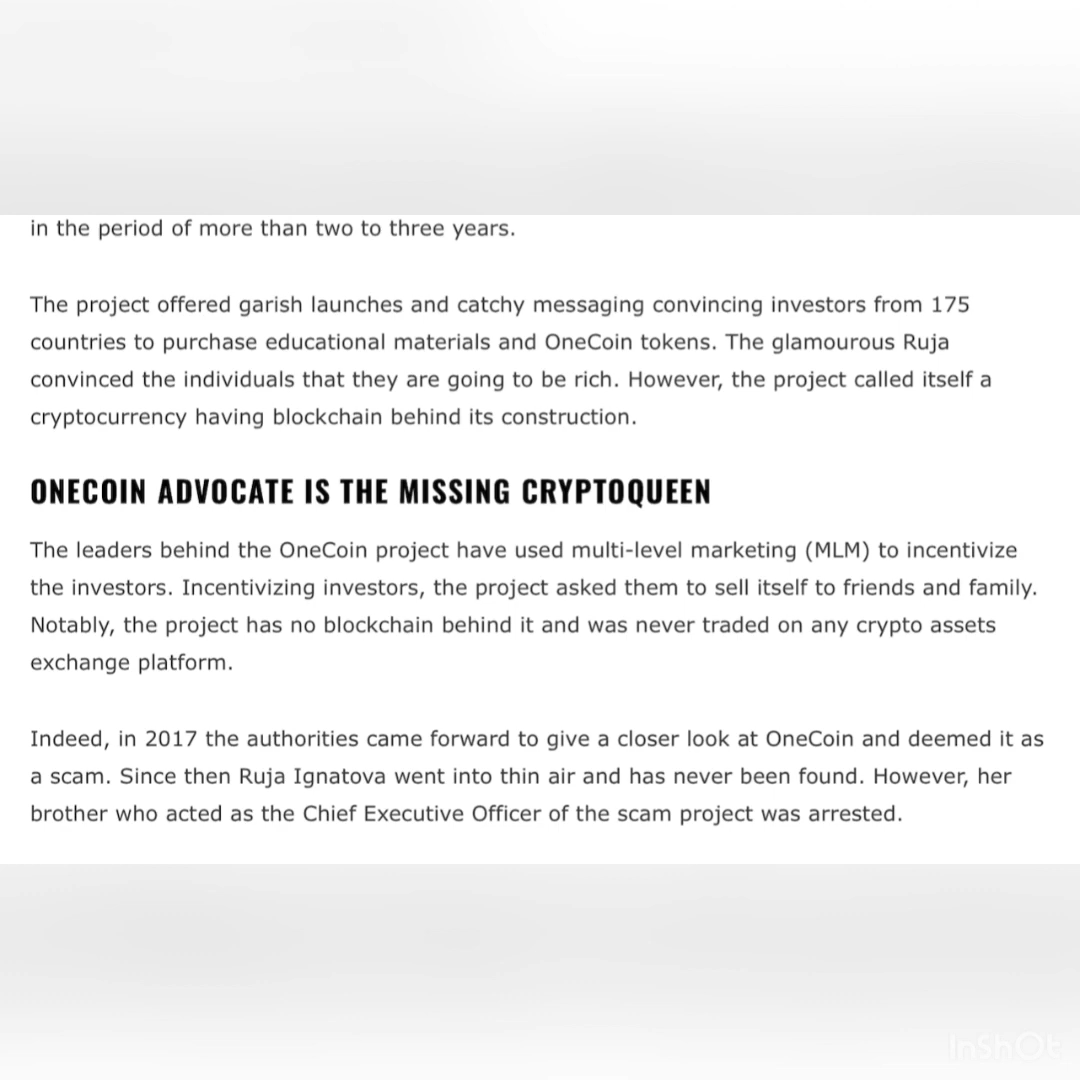 in the period of more than two to three years.
The project offered garish launches and catchy messaging convincing investors from 175
countries to purchase educational materials and OneCoin tokens. The glamourous Ruja
convinced the individuals that they are going to be rich. However, the project called itself a
cryptocurrency having blockchain behind its construction.
ONECOIN ADVOCATE IS THE MISSING CRYPTOQUEEN
The leaders behind the OneCoin project have used multi-level marketing (MLM) to incentivize
the investors. Incentivizing investors, the project asked them to sell itself to friends and family.
Notably, the project has no blockchain behind it and was never traded on any crypto assets
exchange platform.
Indeed, in 2017 the authorities came forward to give a closer look at OneCoin and deemed it as
a scam. Since then Ruja Ignatova went into thin air and has never been found. However, her
brother who acted as the Chief Executive Officer of the scam project was arrested.
InShOt